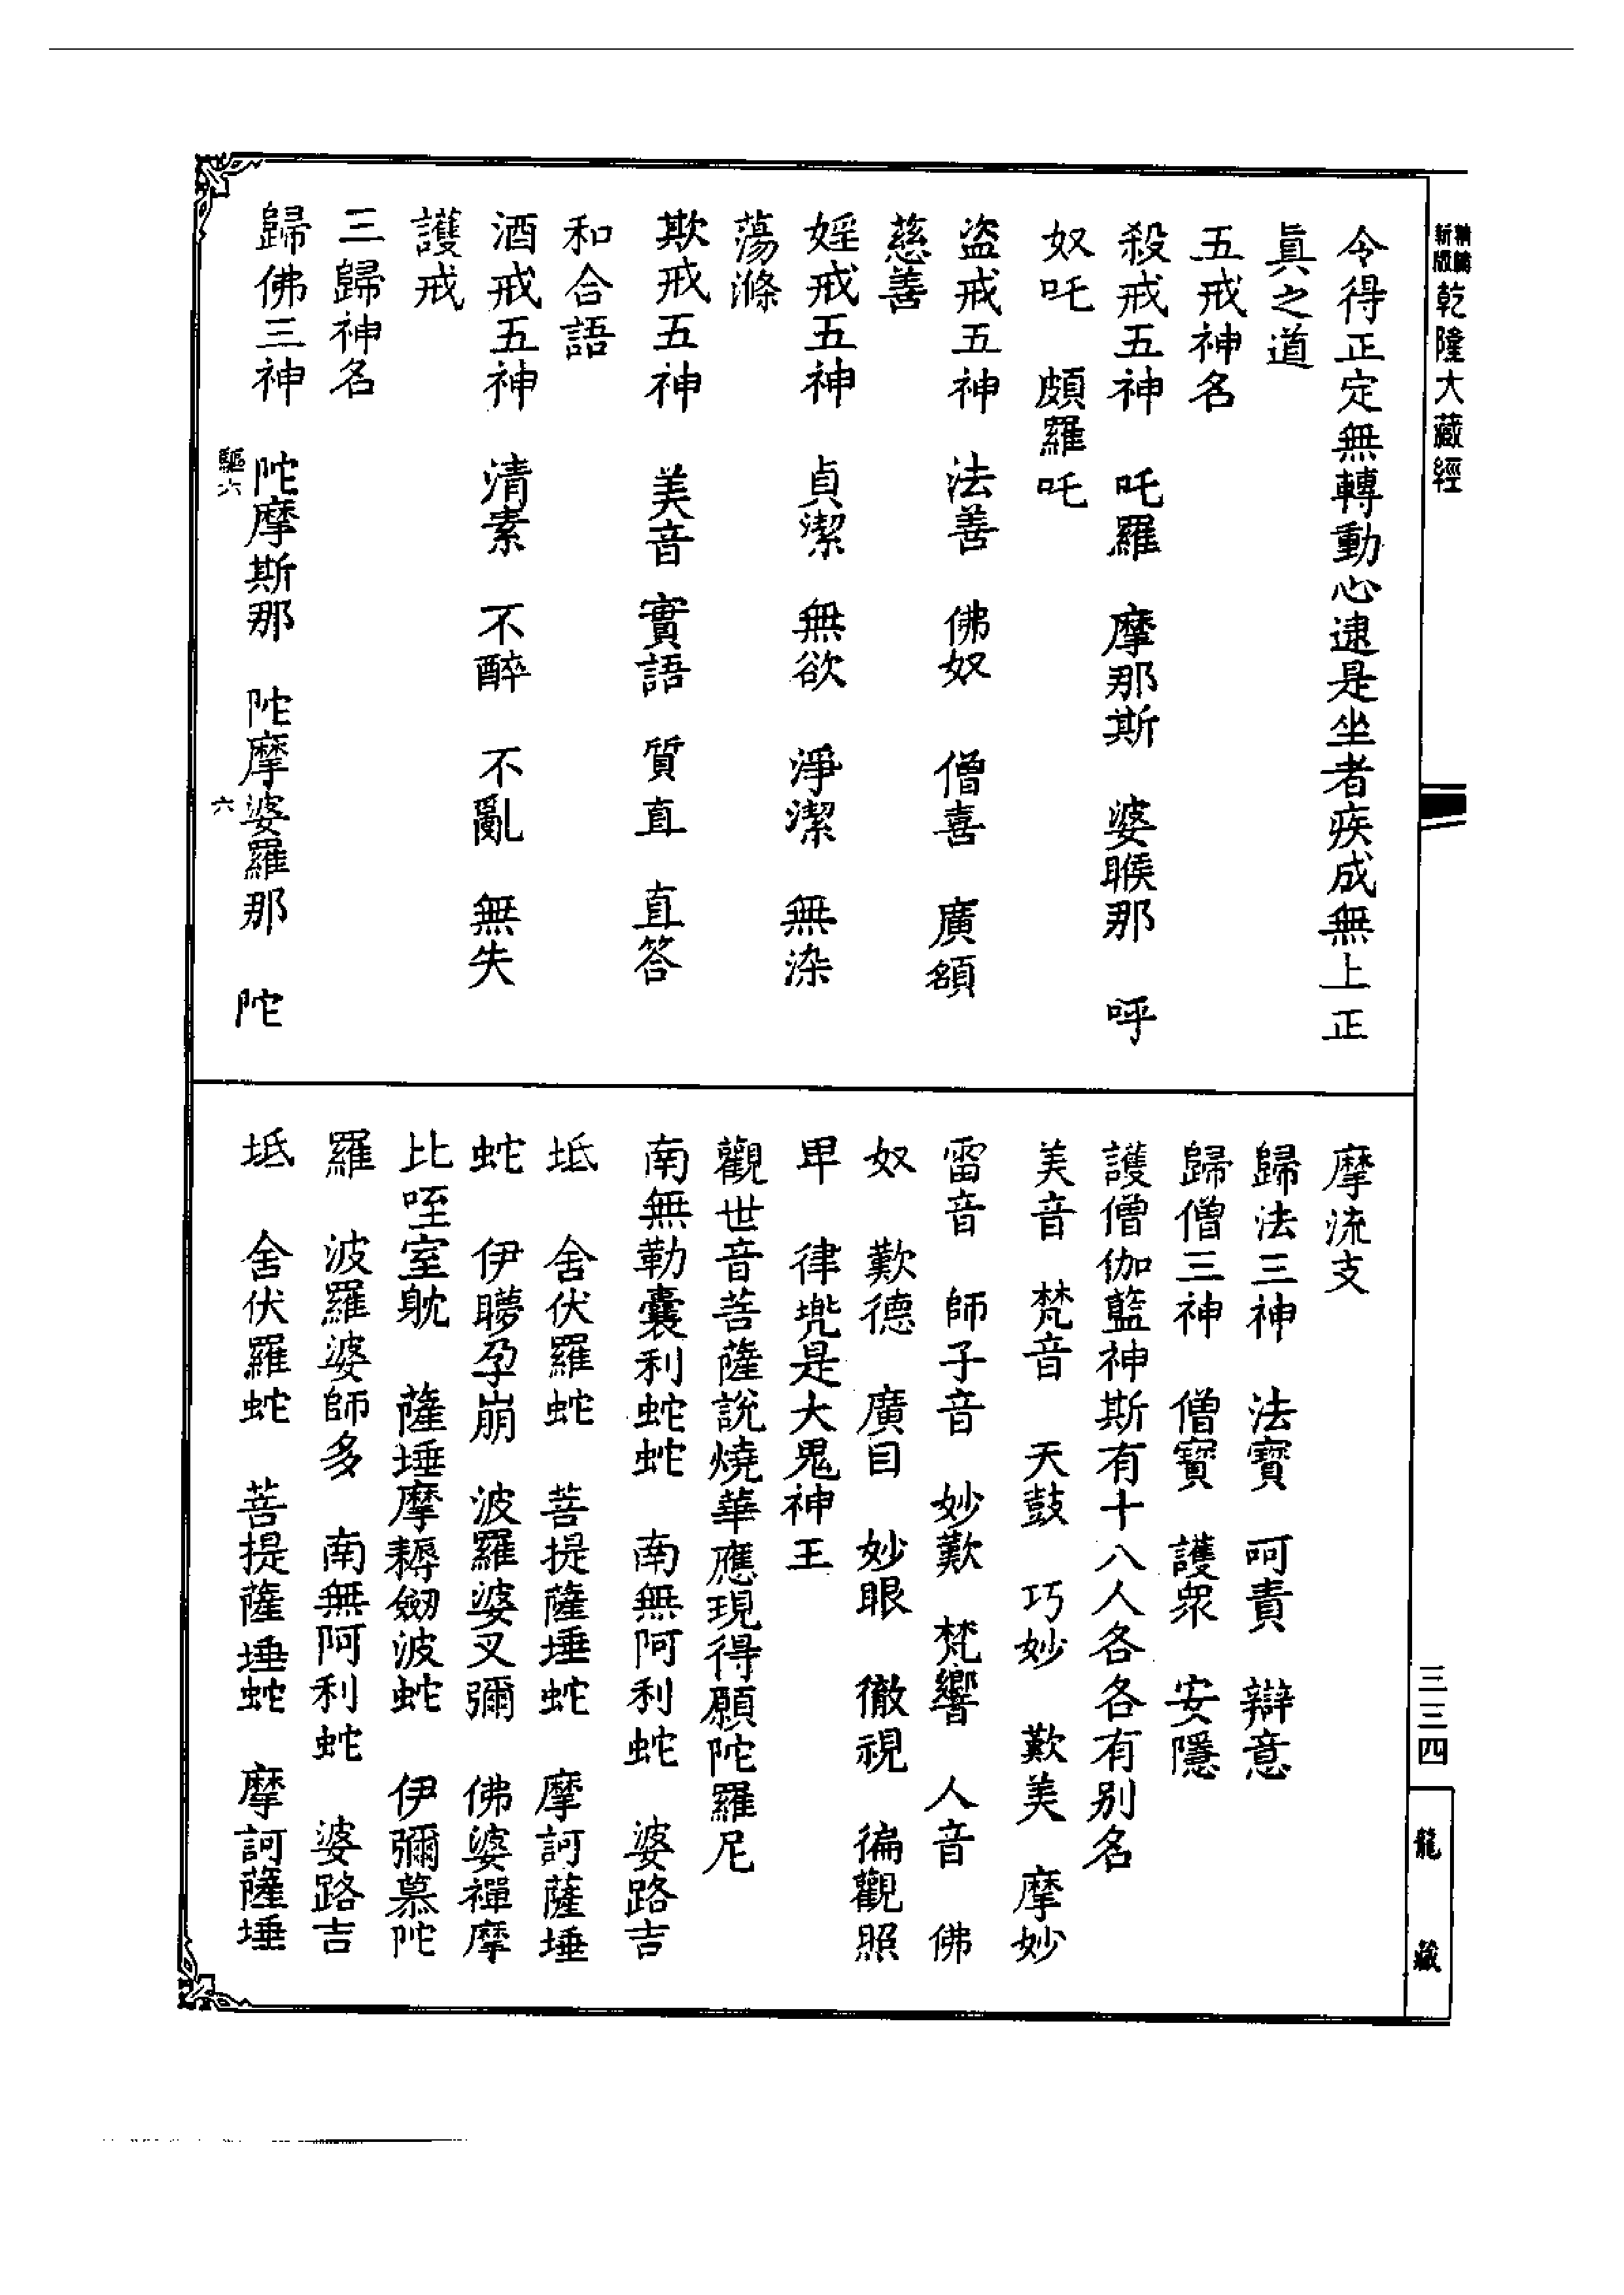 新版精縮乾隆大藏經
令得正定無轉動心逮是坐者疾成無上正
眞之道
五戒神名
殺戒五神　吒羅　摩那斯　婆睺那　呼
奴吒　頗羅吒
盜戒五神　法善　佛奴　僧喜　廣額
慈善
婬戒五神　貞潔　無欲　淨潔　無染
蕩滌
欺戒五神　美音　實語　質直　直答
和合語
酒戒五神　清素　不醉　不亂　無失
護戒
三歸神名
歸佛三神　陀摩斯那　陀摩婆羅那　陀
驅六
六
摩流支
歸法三神　法寶　呵責　辯意
歸僧三神　僧寶　護衆　安隱
護僧伽藍神斯有十八人各各有别名
美音　梵音　天鼓　巧妙　歎美　摩妙
雷音　師子音　妙歎　梵響　人音　佛
奴　歎德　廣目　妙眼　徹視　徧觀照
甲　律兠是大鬼神王
觀世音菩薩說燒華應現得願陀羅尼
南無勒囊利蛇蛇　南無阿利蛇　婆路吉
坻　舍伏羅蛇　菩提薩埵蛇　摩訶薩埵
蛇　伊　孕崩　波羅婆叉彌　佛婆禪摩
比咥室躭　薩埵摩　　波蛇　伊彌慕陀
羅　波羅婆師多　南無阿利蛇　婆路吉
坻　舍伏羅蛇　菩提薩埵蛇　摩訶薩埵
三三四
龍藏